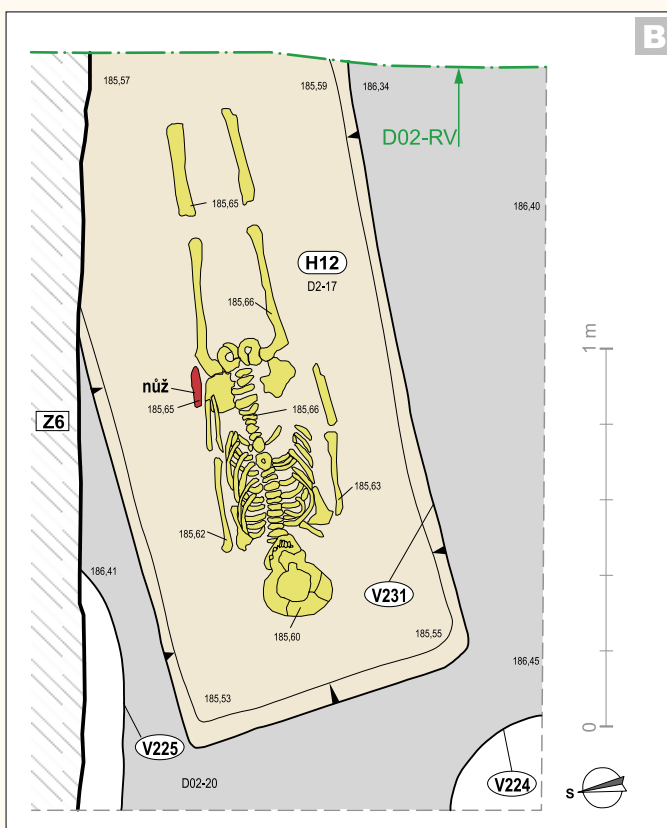 B
185,57
185,59
186,34
D02-RV
185,65
186,40
H12
D2-17
185,66
1 m
nůž
185,65
185,66
Z6
185,63
185,62
186,41
V231
185,60
185,55
186,45
185,53
0
V225
V224
D02-20
S